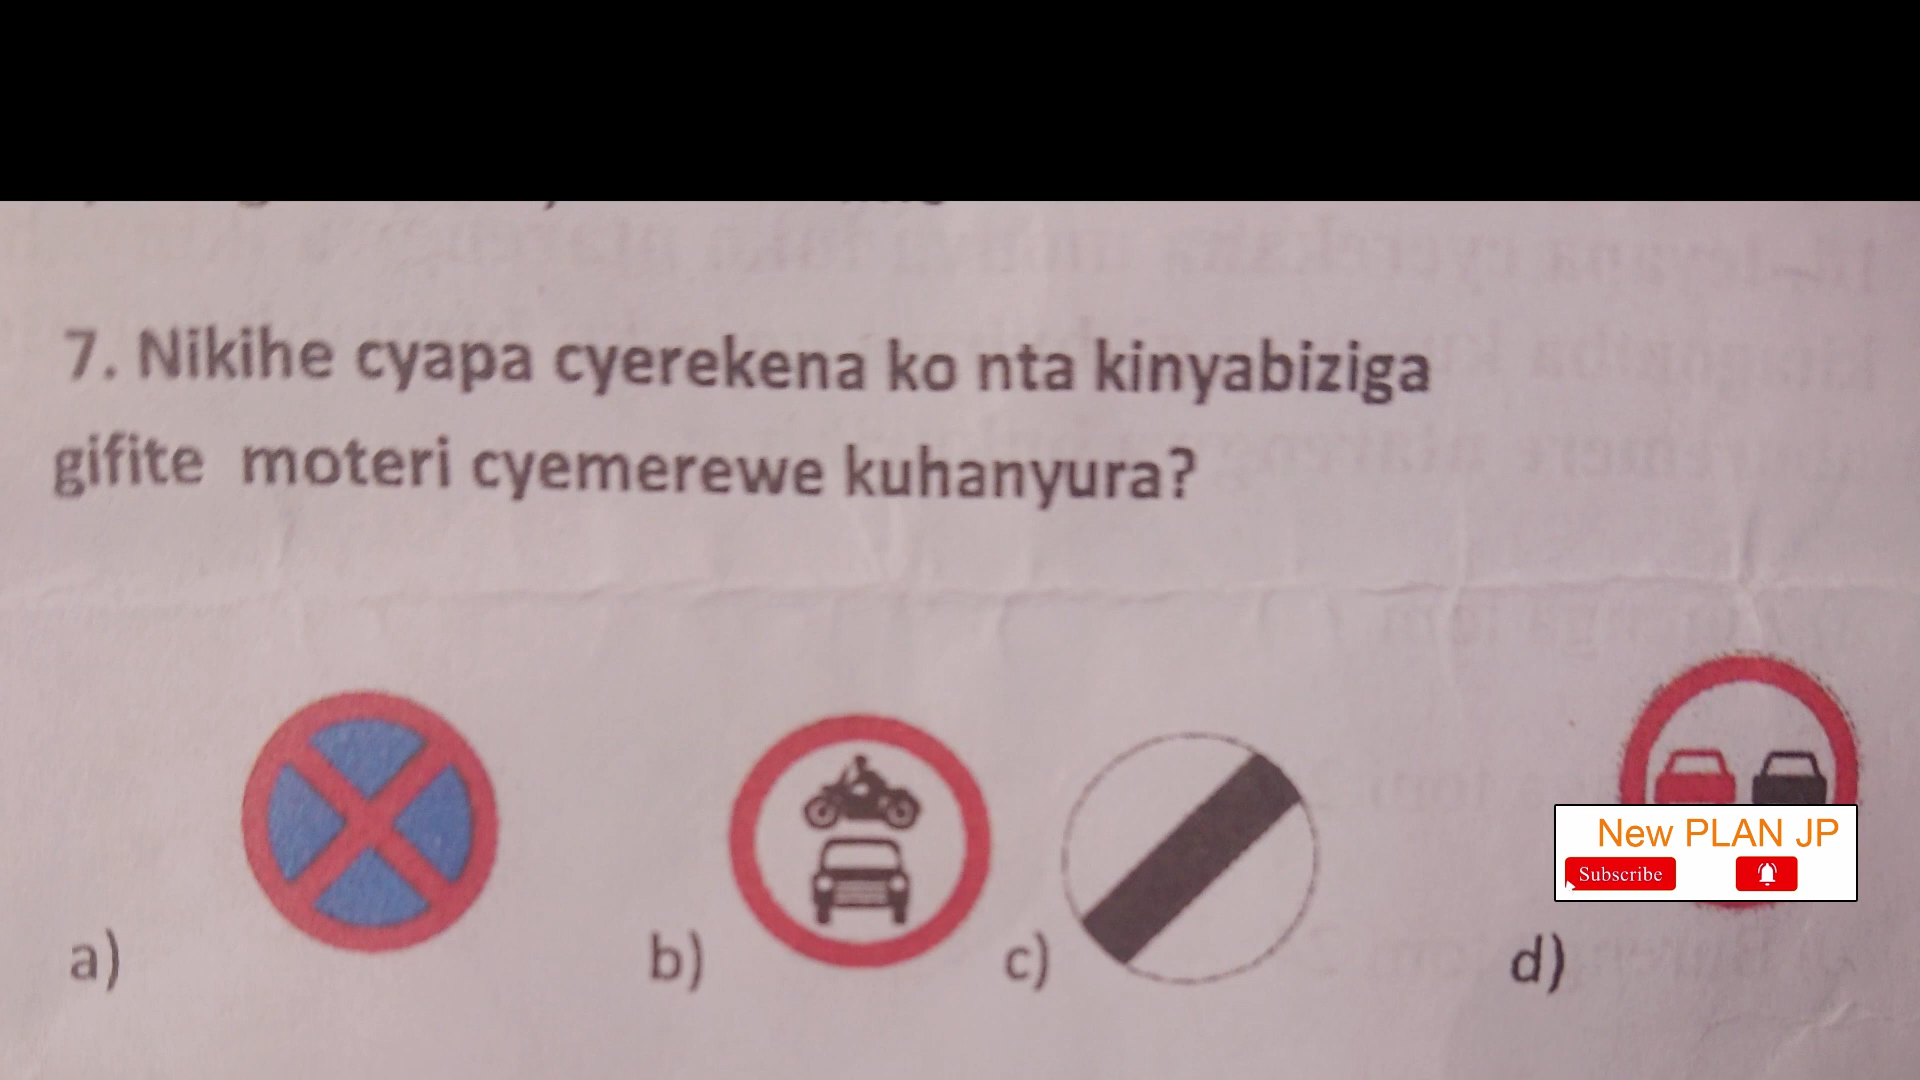 7. Nikihe cyapa cyerekena ko nta kinyabiziga
gifite moteri cyemerewe kuhanyura?
a)
b)
c)
d)
New PLAN JP
Subscribe